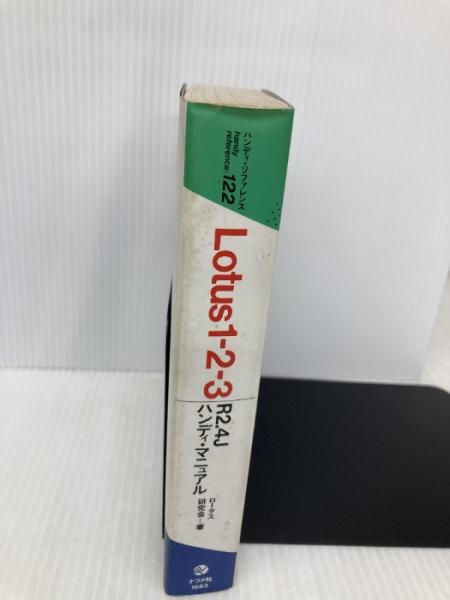 ハンディ・リファレンス
handy
reference:122
Lotus1-2-3
R2.4J
ハンディ・マニュアル
ロータス
研究会―著
ナツメ社
1583